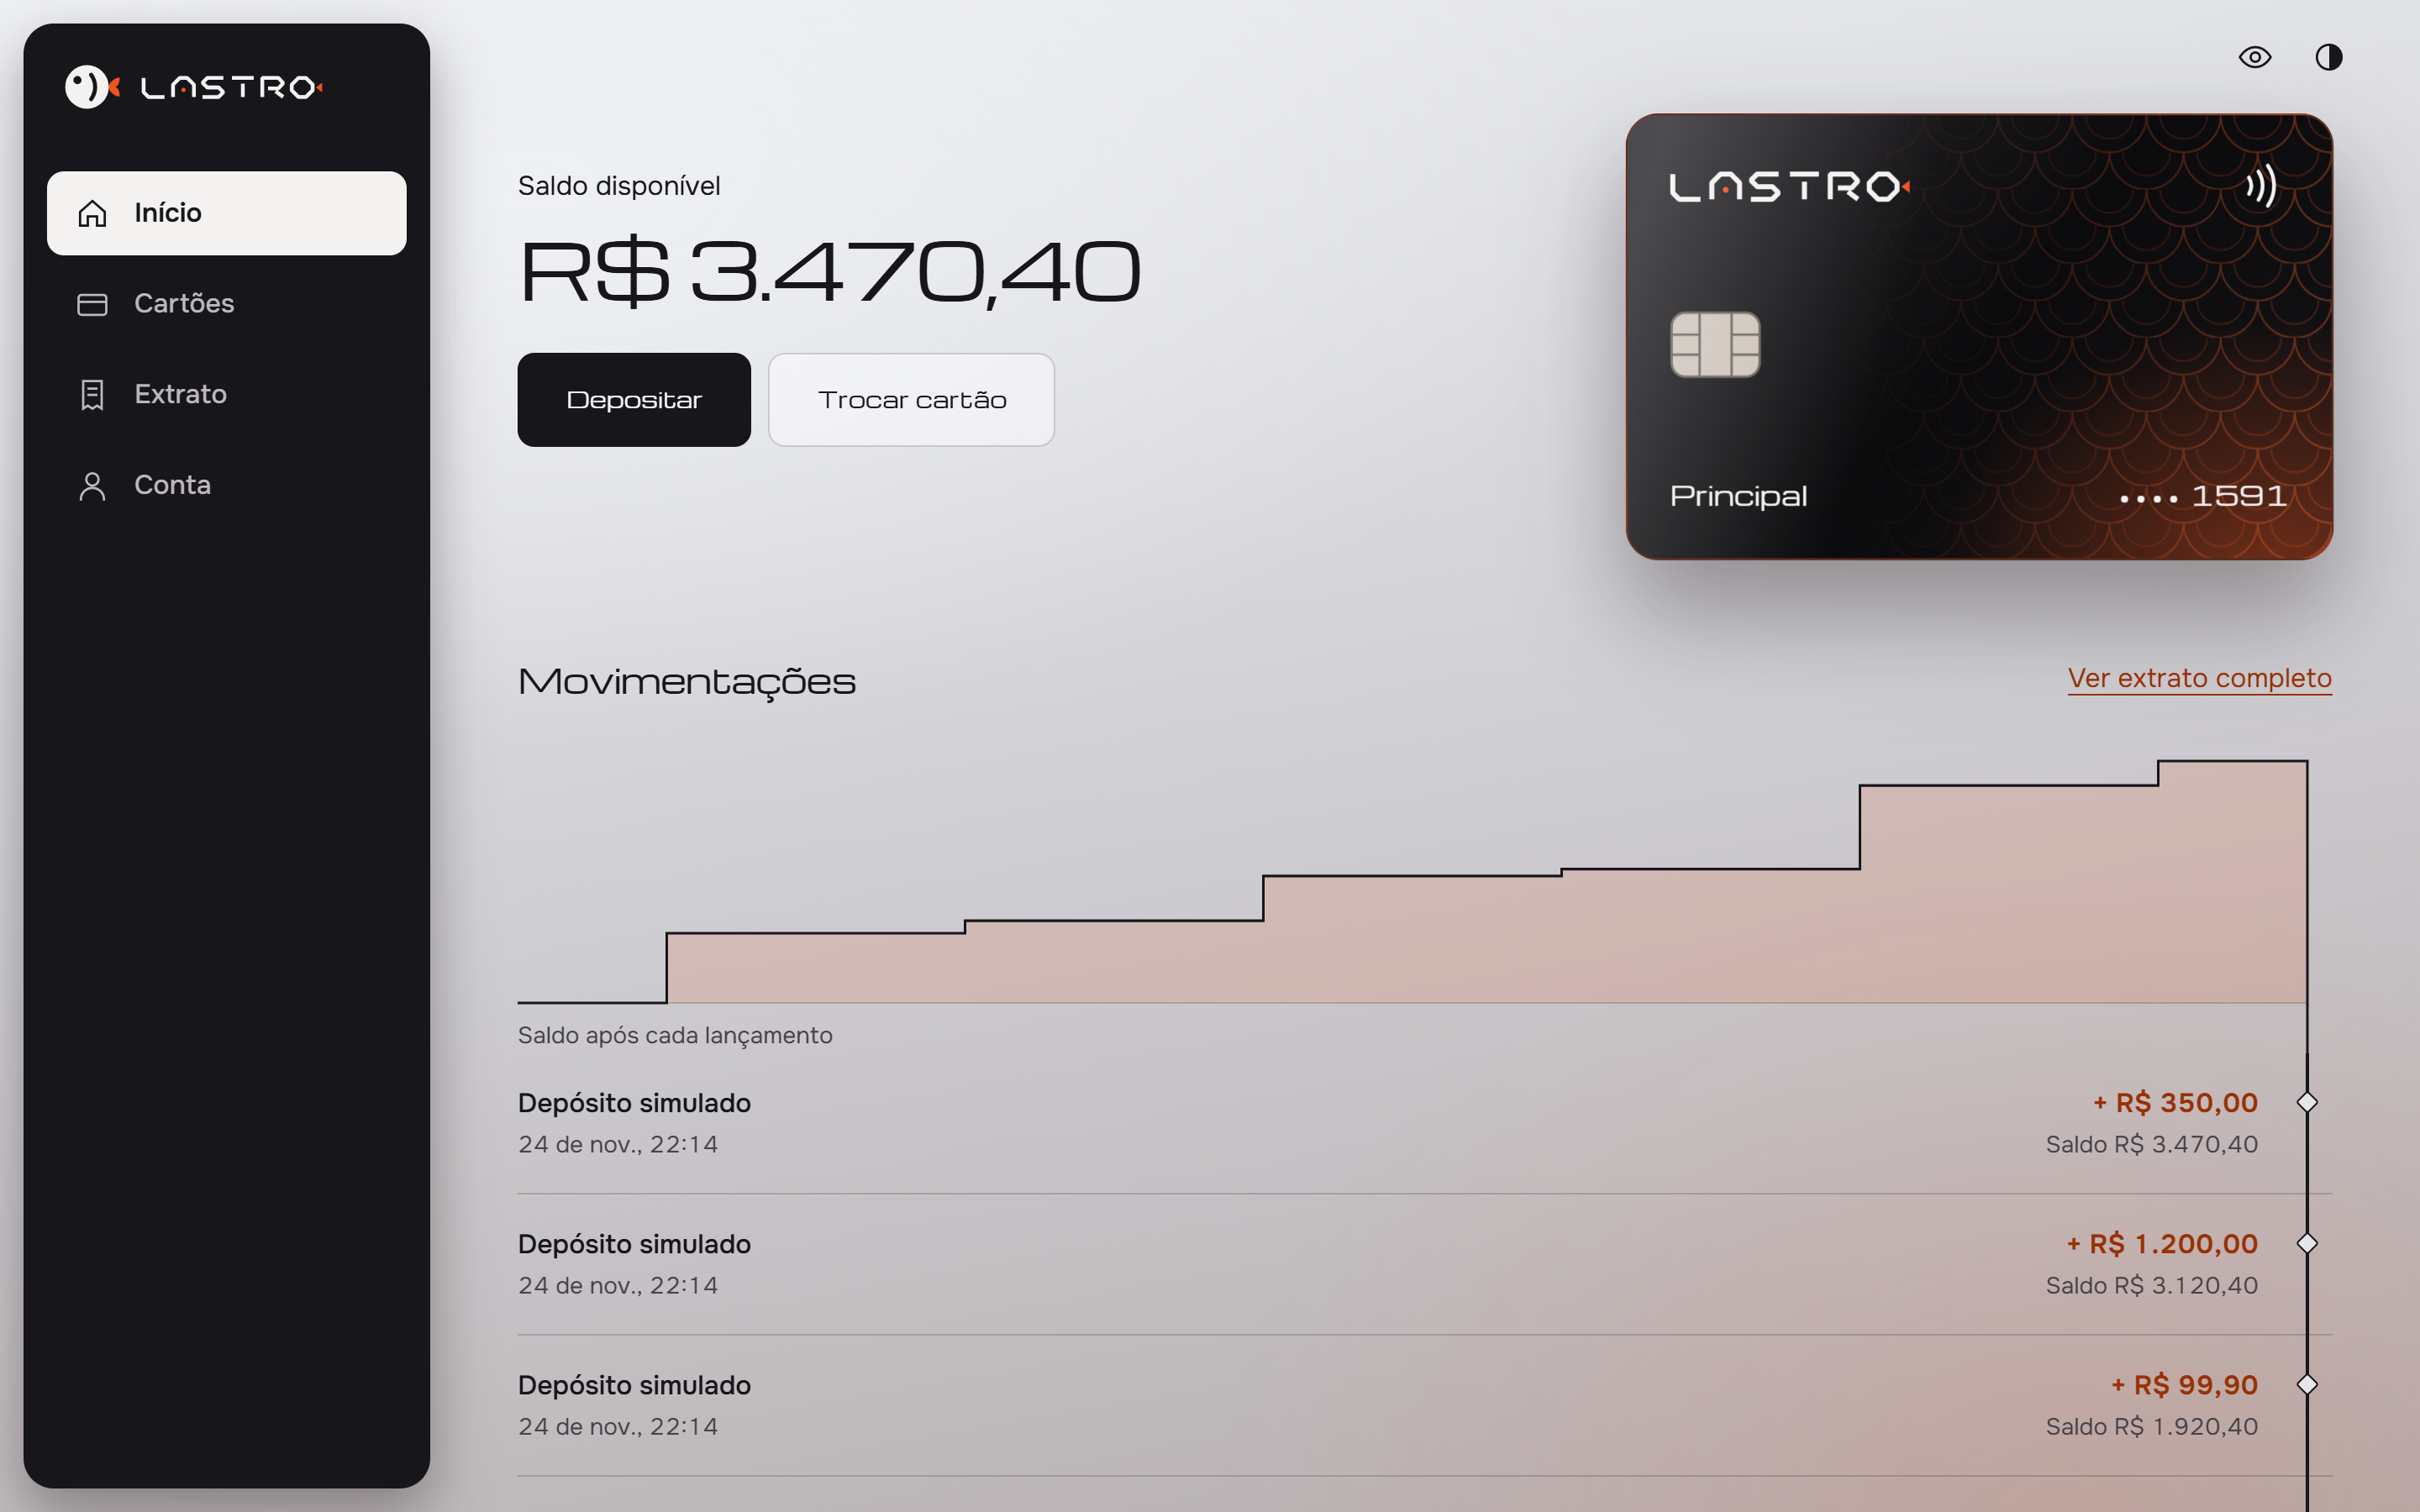 LASTRO
Início
Cartões
Extrato
Conta
Saldo disponível
R$ 3.470,40
Depositar
Trocar cartão
LASTRO
Principal
•••• 1591
Movimentações
Ver extrato completo
Saldo após cada lançamento
Depósito simulado
+ R$ 350,00
24 de nov., 22:14
Saldo R$ 3.470,40
Depósito simulado
+ R$ 1.200,00
24 de nov., 22:14
Saldo R$ 3.120,40
Depósito simulado
+ R$ 99,90
24 de nov., 22:14
Saldo R$ 1.920,40